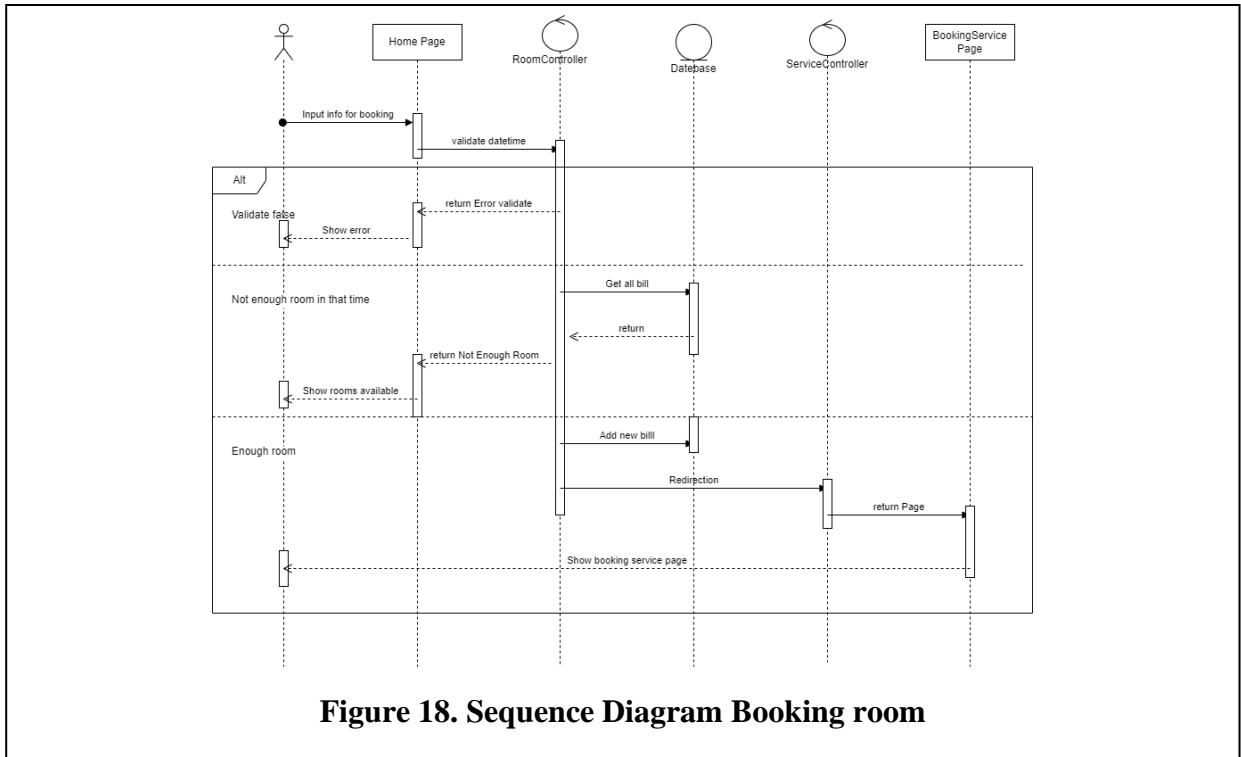 Home Page
RoomController
Datebase
ServiceController
BookingService
Page
Input info for booking
validate datetime
Alt
return Error validate
Validate false
Show error
Get all bill
Not enough room in that time
return
return Not Enough Room
Show rooms available
Add new billl
Enough room
Redirection
return Page
Show booking service page
Figure 18. Sequence Diagram Booking room